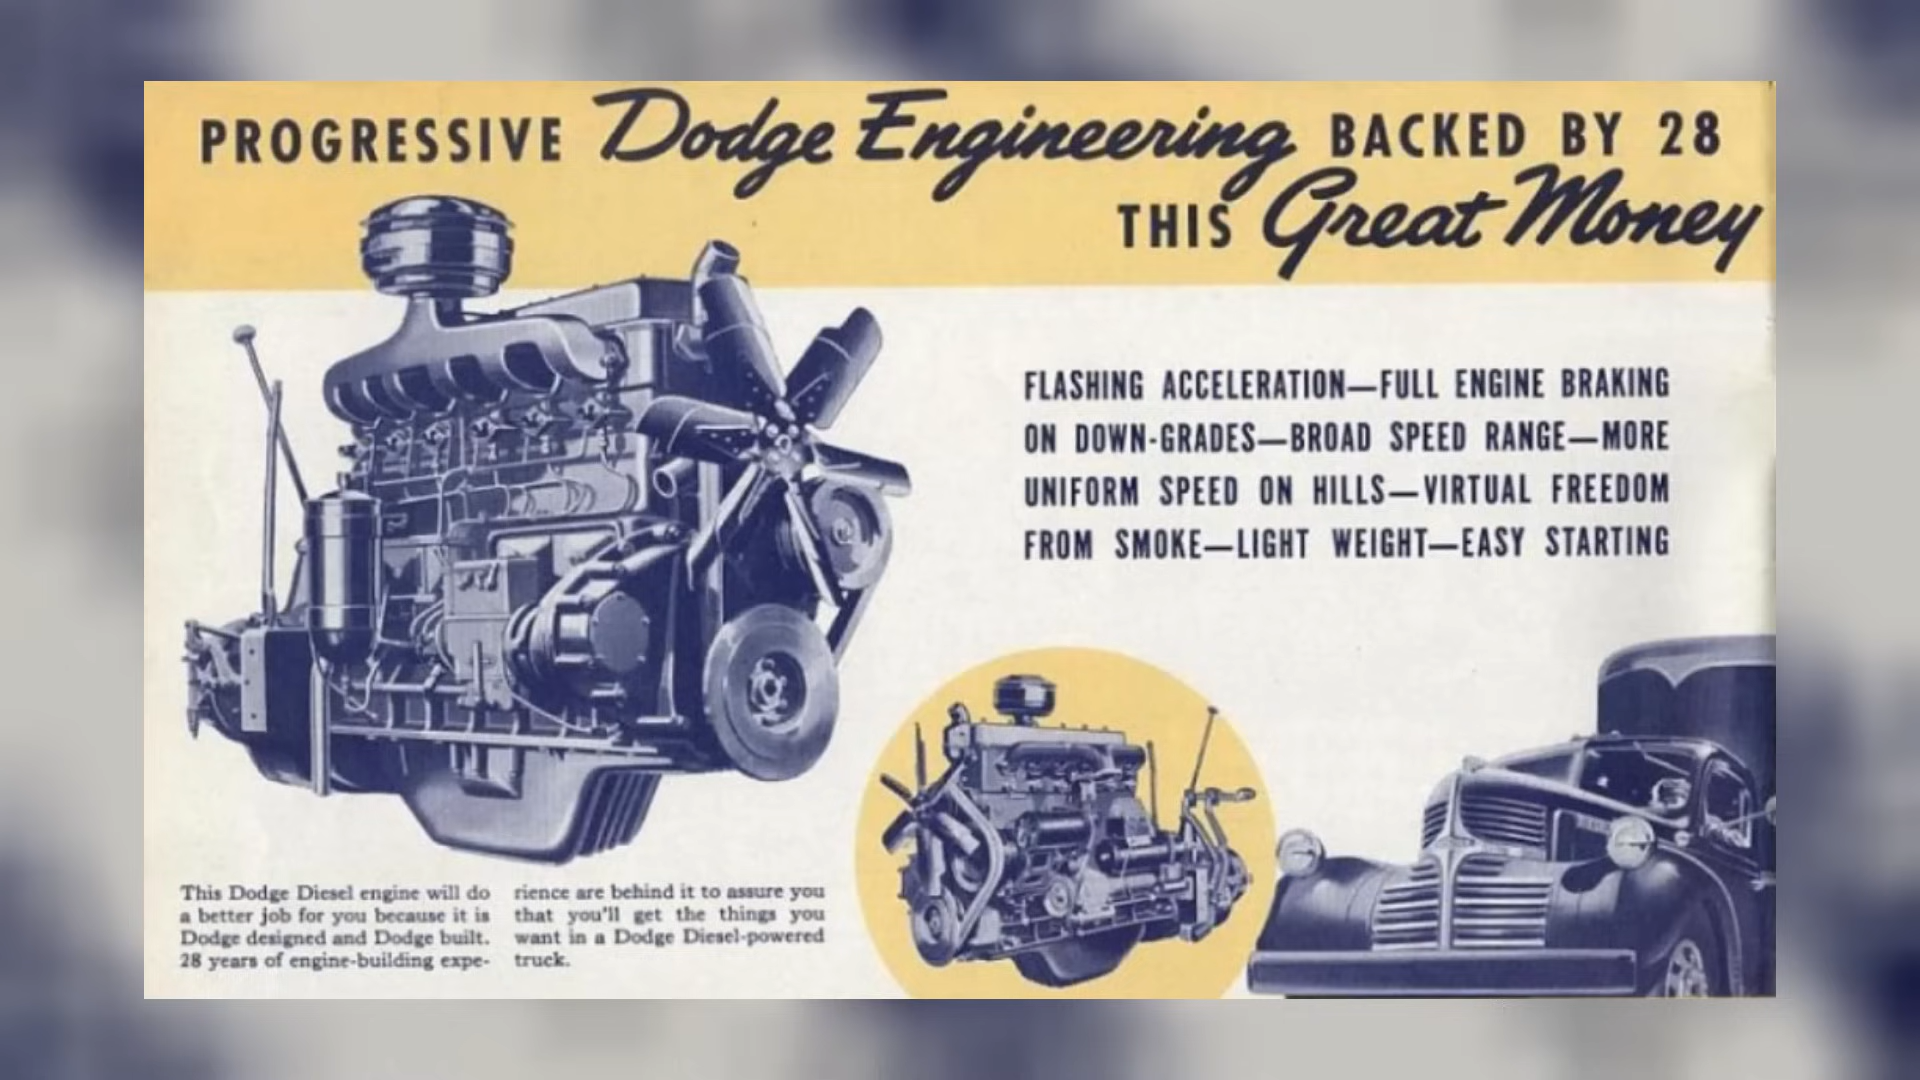 PROGRESSIVE Dodge Engineering BACKED BY 28
THIS Great Money
FLASHING ACCELERATION—FULL ENGINE BRAKING
ON DOWN-GRADES—BROAD SPEED RANGE—MORE
UNIFORM SPEED ON HILLS—VIRTUAL FREEDOM
FROM SMOKE—LIGHT WEIGHT—EASY STARTING
This Dodge Diesel engine will do
a better job for you because it is
Dodge designed and Dodge built.
28 years of engine-building expe-
rience are behind it to assure you
that you'll get the things you
want in a Dodge Diesel-powered
truck.